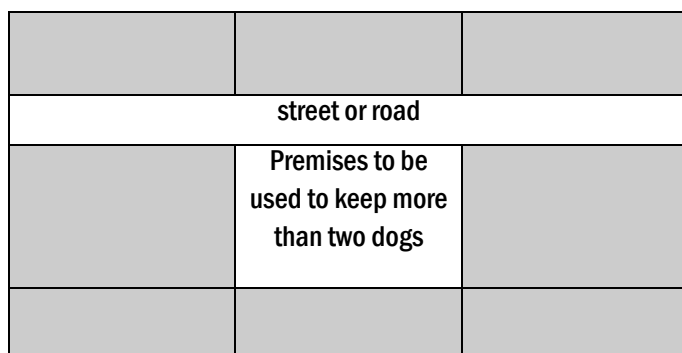 street or road
Premises to be
used to keep more
than two dogs